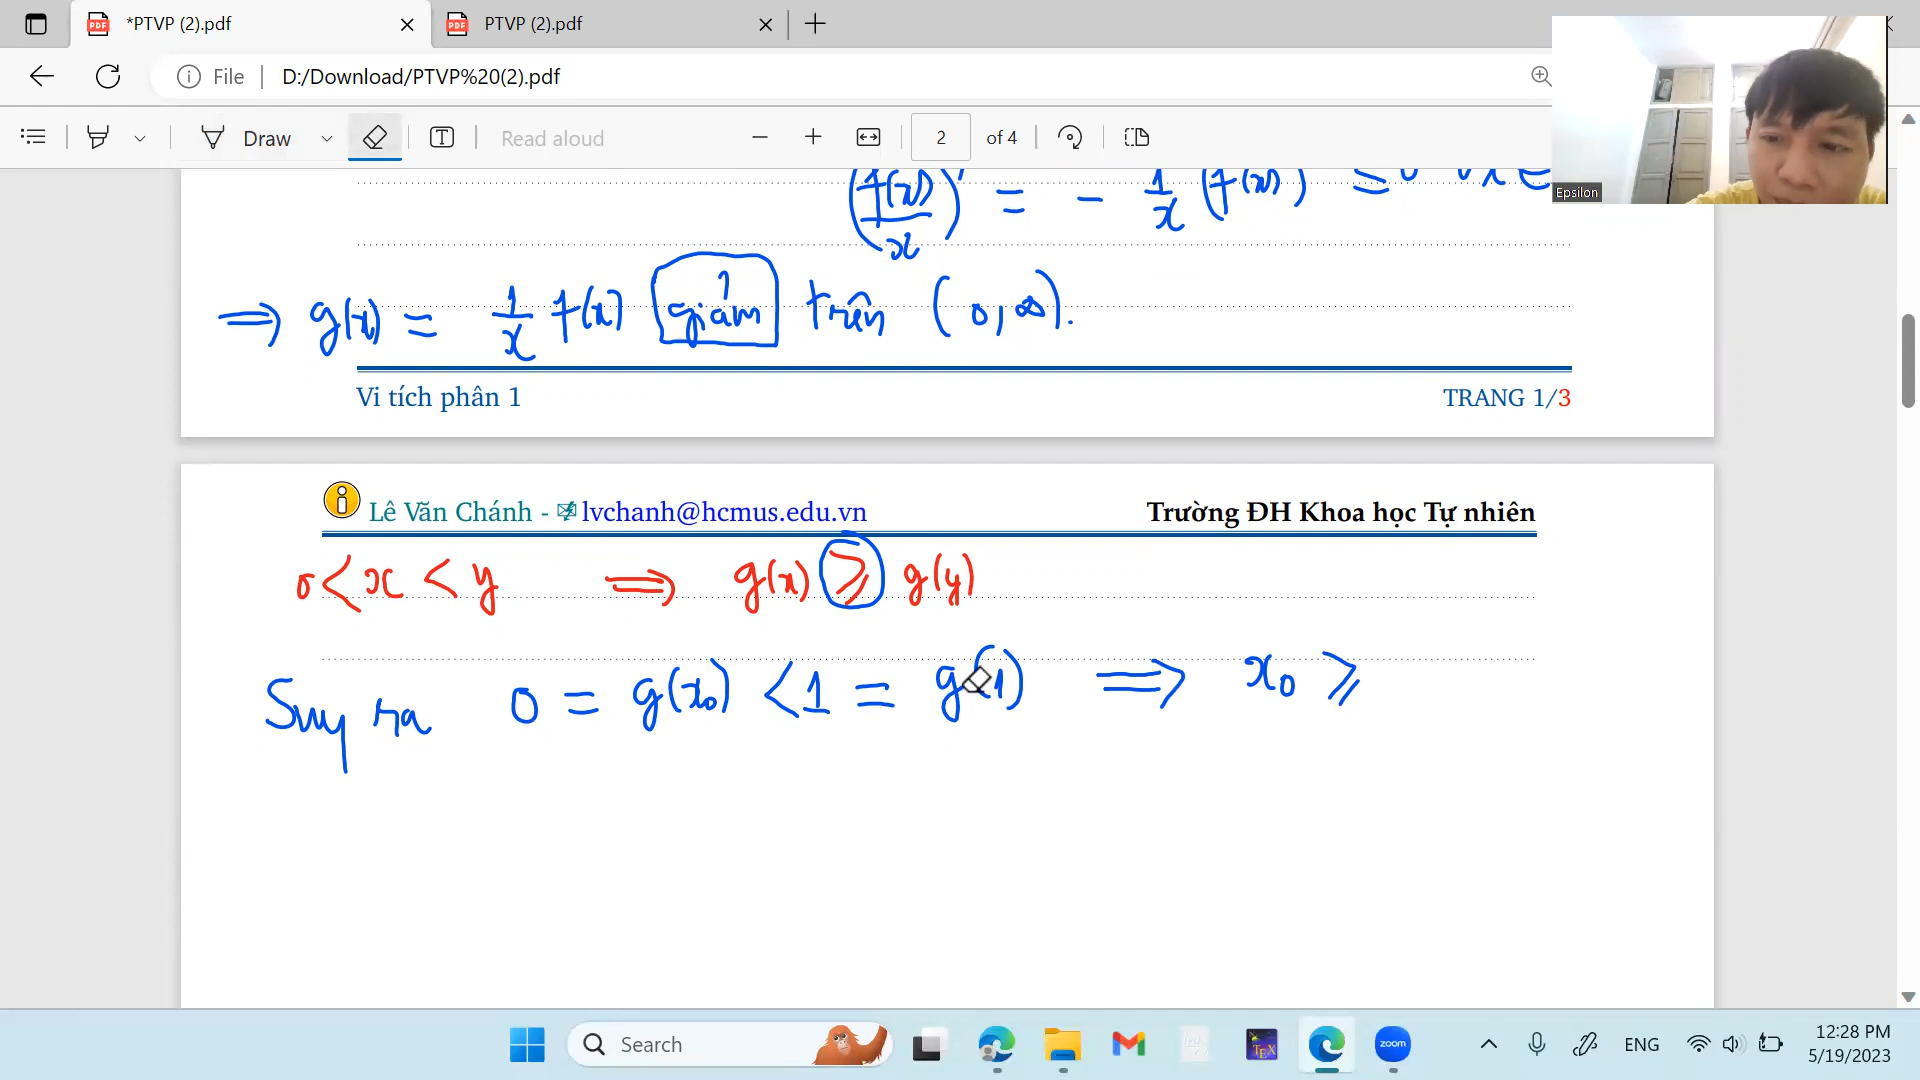 *PTVP (2).pdf
PTVP (2).pdf
File
D:/Download/PTVP%20(2).pdf
Draw
Read aloud
2 of 4
Epsilon
(f(x)/x)' = - 1/x (f(x)) ≤ 0 ∀x ∈
⟹ g(x) = 1/x f(x) giảm trên (0, ∞).
Vi tích phân 1
TRANG 1/3
Lê Văn Chánh - lvchanh@hcmus.edu.vn
Trường ĐH Khoa học Tự nhiên
0 < x < y ⟹ g(x) ⩾ g(y)
Suy ra 0 = g(x₀) < 1 = g(1) ⟹ x₀ ⩾
Search
zoom
ENG
12:28 PM
5/19/2023